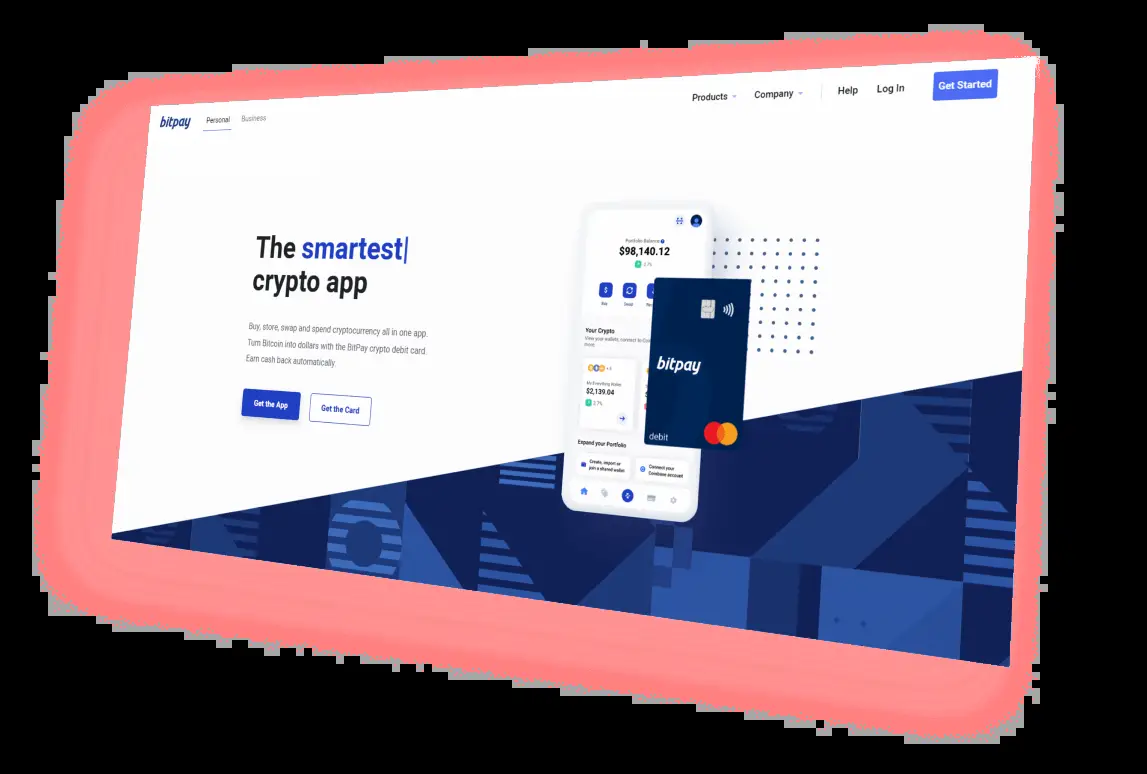 Products
Company
Help
Log In
Get Started
bitpay
Personal
Business
The smartest|
crypto app
Buy, store, swap and spend cryptocurrency all in one app.
Turn Bitcoin into dollars with the BitPay crypto debit card.
Earn cash back automatically.
Get the App
Get the Card
Portfolio Balance
$98,140.12
2.7%
Buy
Swap
Your Crypto
View your wallets, connect to
more.
My Everything Wallet
$2,139.04
2.7%
Expand your Portfolio
Create, import or
join a shared wallet
Connect your
Coinbase account
bitpay
debit